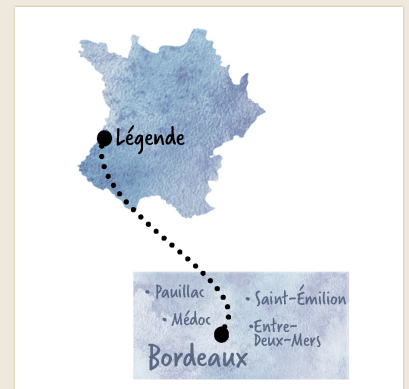 Légende
• Pauillac
• Saint-Émilion
• Médoc
•Entre-
Deux-Mers
Bordeaux